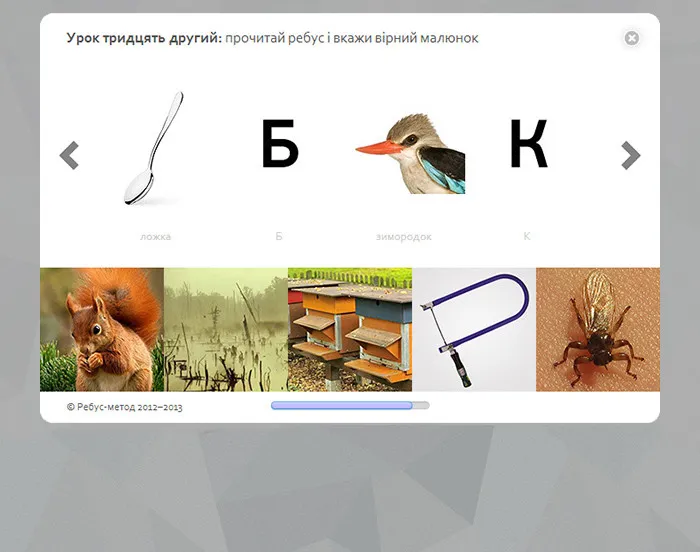 Урок тридцять другий: прочитай ребус і вкажи вірний малюнок
Б К
ложка Б зимородок К
© Ребус-метод 2012–2013